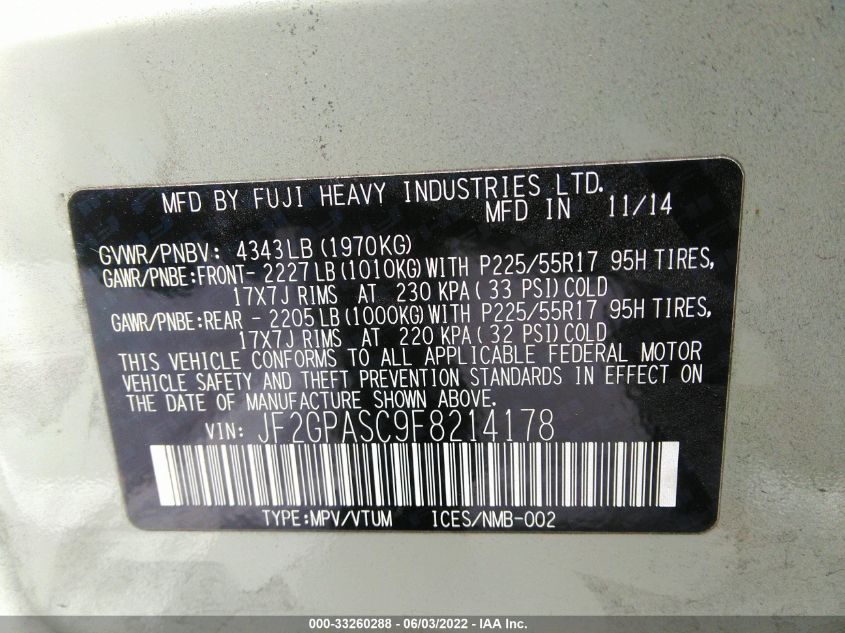 MFD BY FUJI HEAVY INDUSTRIES LTD.
MFD IN 11/14
GVWR/PNBV: 4343LB (1970KG)
GAWR/PNBE:FRONT- 2227LB (1010KG)WITH P225/55R17 95H TIRES,
17X7J RIMS AT 230 KPA( 33 PSI)COLD
GAWR/PNBE:REAR - 2205LB (1000KG)WITH P225/55R17 95H TIRES,
17X7J RIMS AT 220 KPA( 32 PSI)COLD
THIS VEHICLE CONFORMS TO ALL APPLICABLE FEDERAL MOTOR
VEHICLE SAFETY AND THEFT PREVENTION STANDARDS IN EFFECT ON
THE DATE OF MANUFACTURE SHOWN ABOVE.
VIN: JF2GPASC9F8214178
TYPE:MPV/VTUM ICES/NMB-002
000-33260288 - 06/03/2022 - IAA Inc.